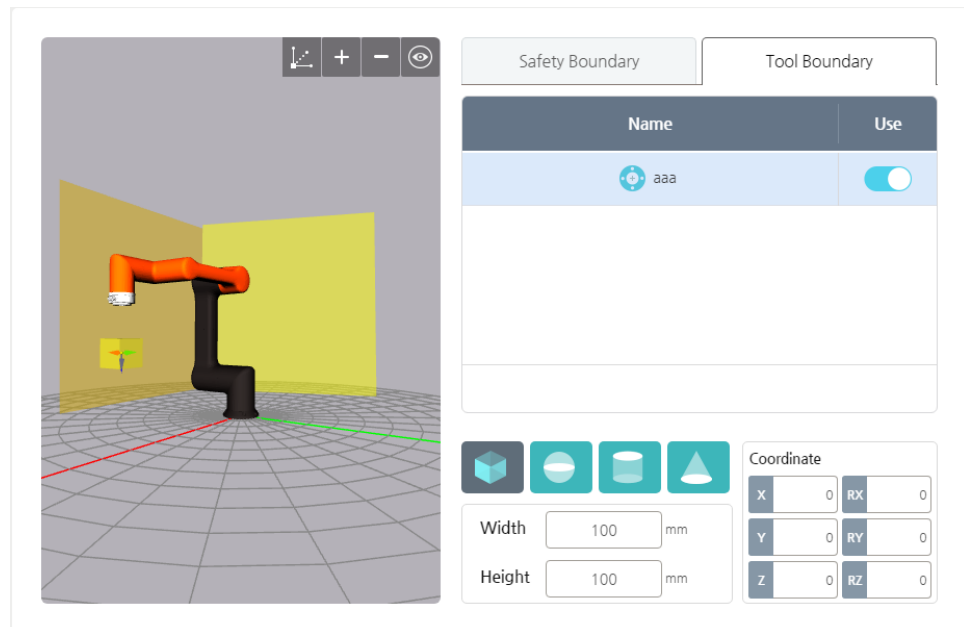 Safety Boundary
Tool Boundary
Name
Use
aaa
Width
100
mm
Height
100
mm
Coordinate
X
0
RX
0
Y
0
RY
0
Z
0
RZ
0